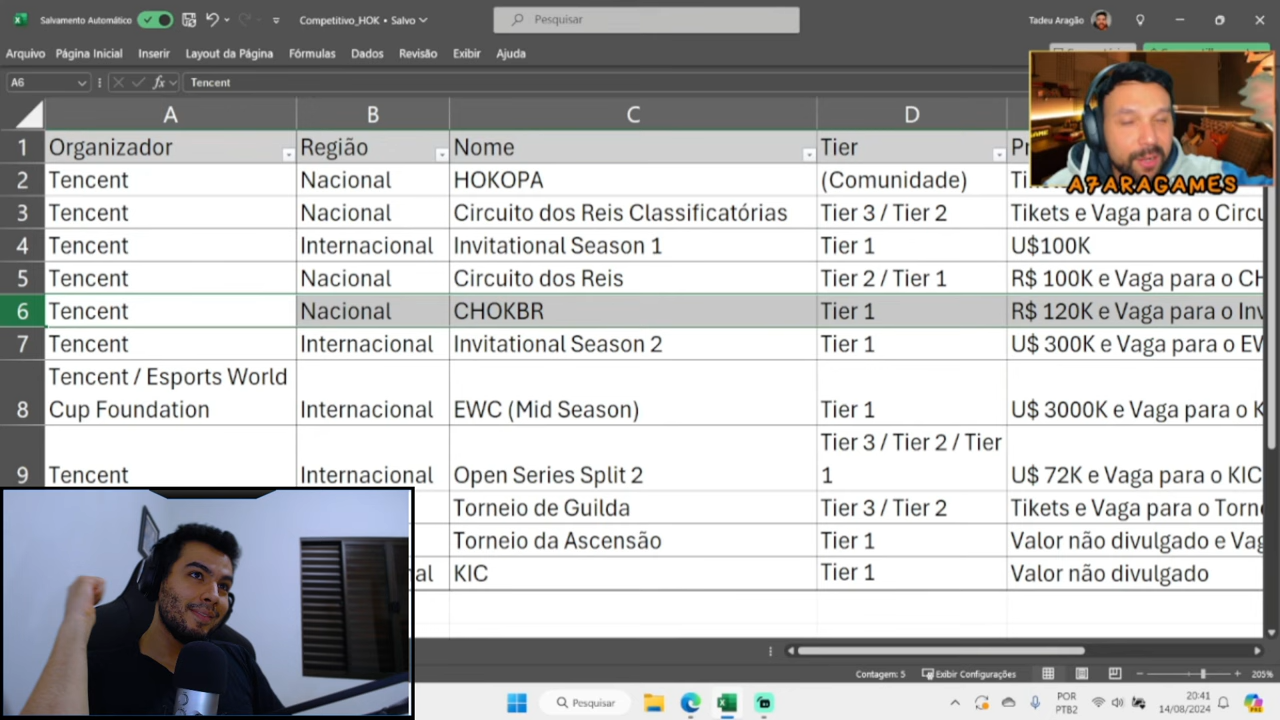 Salvamento Automático
Competitivo_HOK • Salvo
Pesquisar
Tadeu Aragão
Arquivo Página Inicial Inserir Layout da Página Fórmulas Dados Revisão Exibir Ajuda
A6 fx Tencent
A B C D
1 Organizador Região Nome Tier
2 Tencent Nacional HOKOPA (Comunidade)
3 Tencent Nacional Circuito dos Reis Classificatórias Tier 3 / Tier 2 Tikets e Vaga para o Circu
4 Tencent Internacional Invitational Season 1 Tier 1 U$100K
5 Tencent Nacional Circuito dos Reis Tier 2 / Tier 1 R$ 100K e Vaga para o CH
6 Tencent Nacional CHOKBR Tier 1 R$ 120K e Vaga para o Inv
7 Tencent Internacional Invitational Season 2 Tier 1 U$ 300K e Vaga para o EW
Tencent / Esports World
8 Cup Foundation Internacional EWC (Mid Season) Tier 1 U$ 3000K e Vaga para o K
Tier 3 / Tier 2 / Tier
9 Tencent Internacional Open Series Split 2 1 U$ 72K e Vaga para o KIC
Torneio de Guilda Tier 3 / Tier 2 Tikets e Vaga para o Torne
Torneio da Ascensão Tier 1 Valor não divulgado e Vag
al KIC Tier 1 Valor não divulgado
A7ARAGAMES
Contagem: 5 Exibir Configurações 205%
Pesquisar
POR
PTB2
20:41
14/08/2024